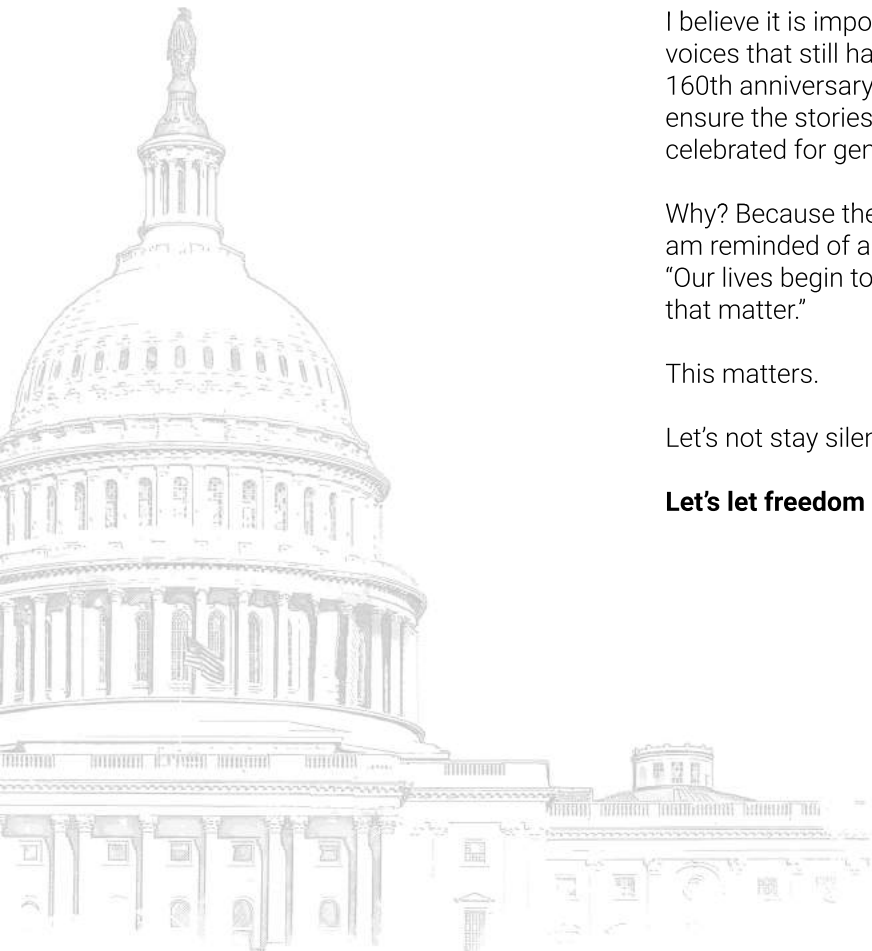 I believe it is impo
voices that still ha
160th anniversary
ensure the stories
celebrated for gen
Why? Because the
am reminded of a
“Our lives begin to
that matter.”
This matters.
Let’s not stay siler
Let’s let freedom